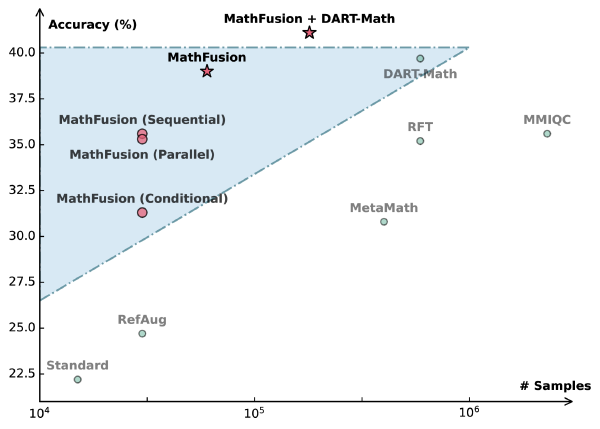 MathFusion + DART-Math
Accuracy (%)
40.0
MathFusion
DART-Math
37.5
MathFusion (Sequential)
RFT
MMIQC
35.0
MathFusion (Parallel)
32.5
MathFusion (Conditional)
MetaMath
30.0
27.5
RefAug
25.0
Standard
22.5
# Samples
10^4
10^5
10^6